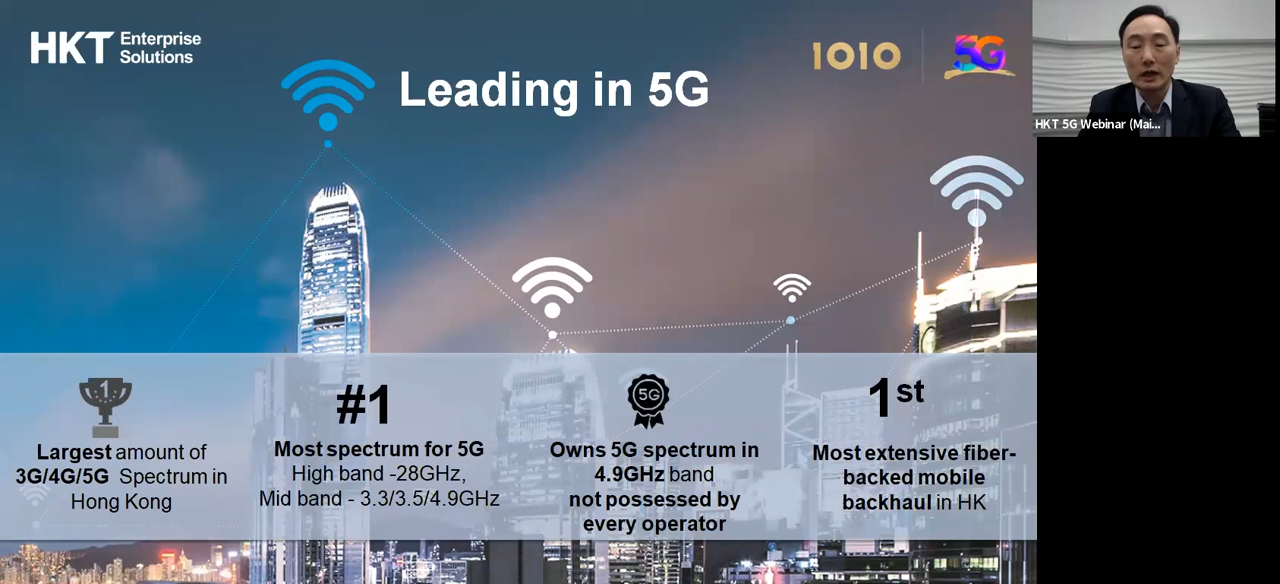 HKT Enterprise
Solutions
Leading in 5G
1O1O
5G
HKT 5G Webinar (Mai...
1
Largest amount of
3G/4G/5G Spectrum in
Hong Kong
#1
Most spectrum for 5G
High band -28GHz,
Mid band - 3.3/3.5/4.9GHz
5G
Owns 5G spectrum in
4.9GHz band
not possessed by
every operator
1st
Most extensive fiber-
backed mobile
backhaul in HK